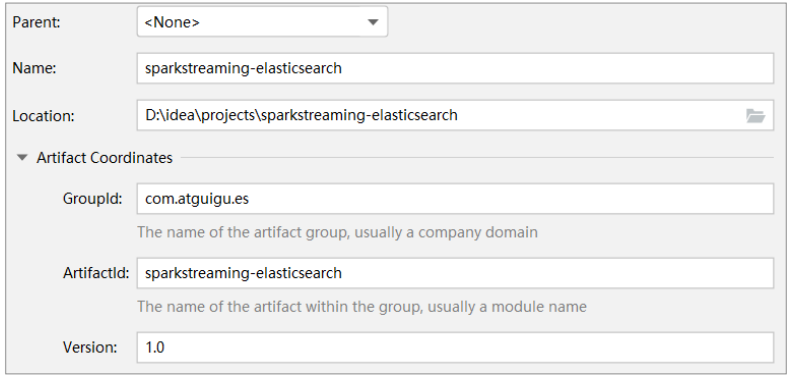 Parent: <None>
Name: sparkstreaming-elasticsearch
Location: D:\idea\projects\sparkstreaming-elasticsearch
Artifact Coordinates
GroupId: com.atguigu.es
The name of the artifact group, usually a company domain
ArtifactId: sparkstreaming-elasticsearch
The name of the artifact within the group, usually a module name
Version: 1.0